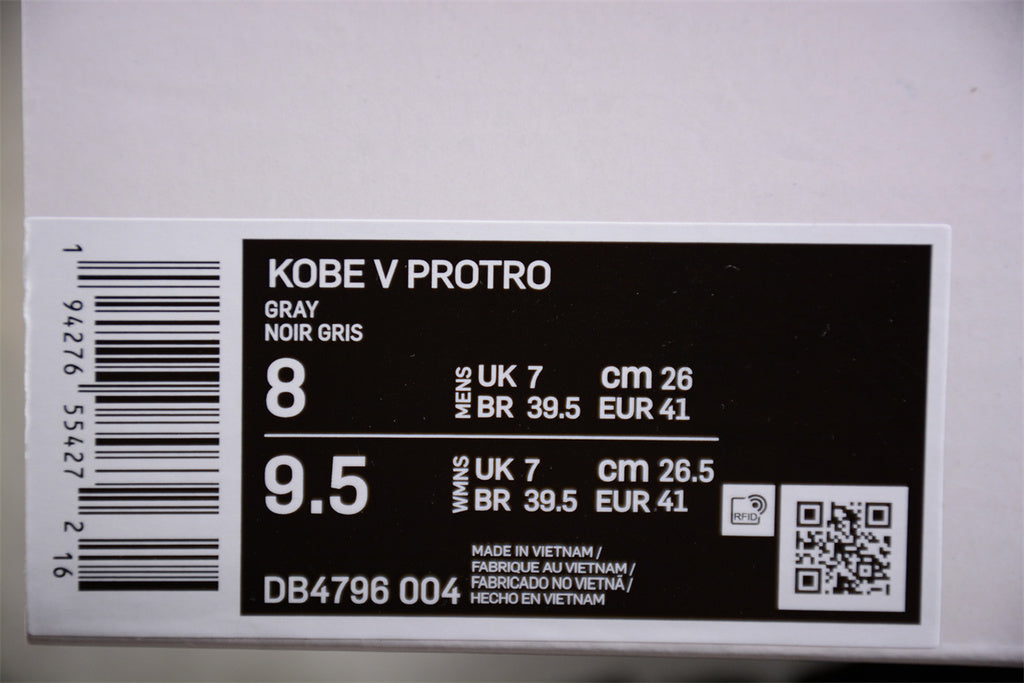 KOBE V PROTRO
GRAY
NOIR GRIS
8
MENS
UK 7 cm 26
BR 39.5 EUR 41
9.5
WMNS
UK 7 cm 26.5
BR 39.5 EUR 41
RFID
MADE IN VIETNAM /
FABRIQUE AU VIETNAM /
FABRICADO NO VIETNÃ /
HECHO EN VIETNAM
DB4796 004
1 94276 55427 2 16